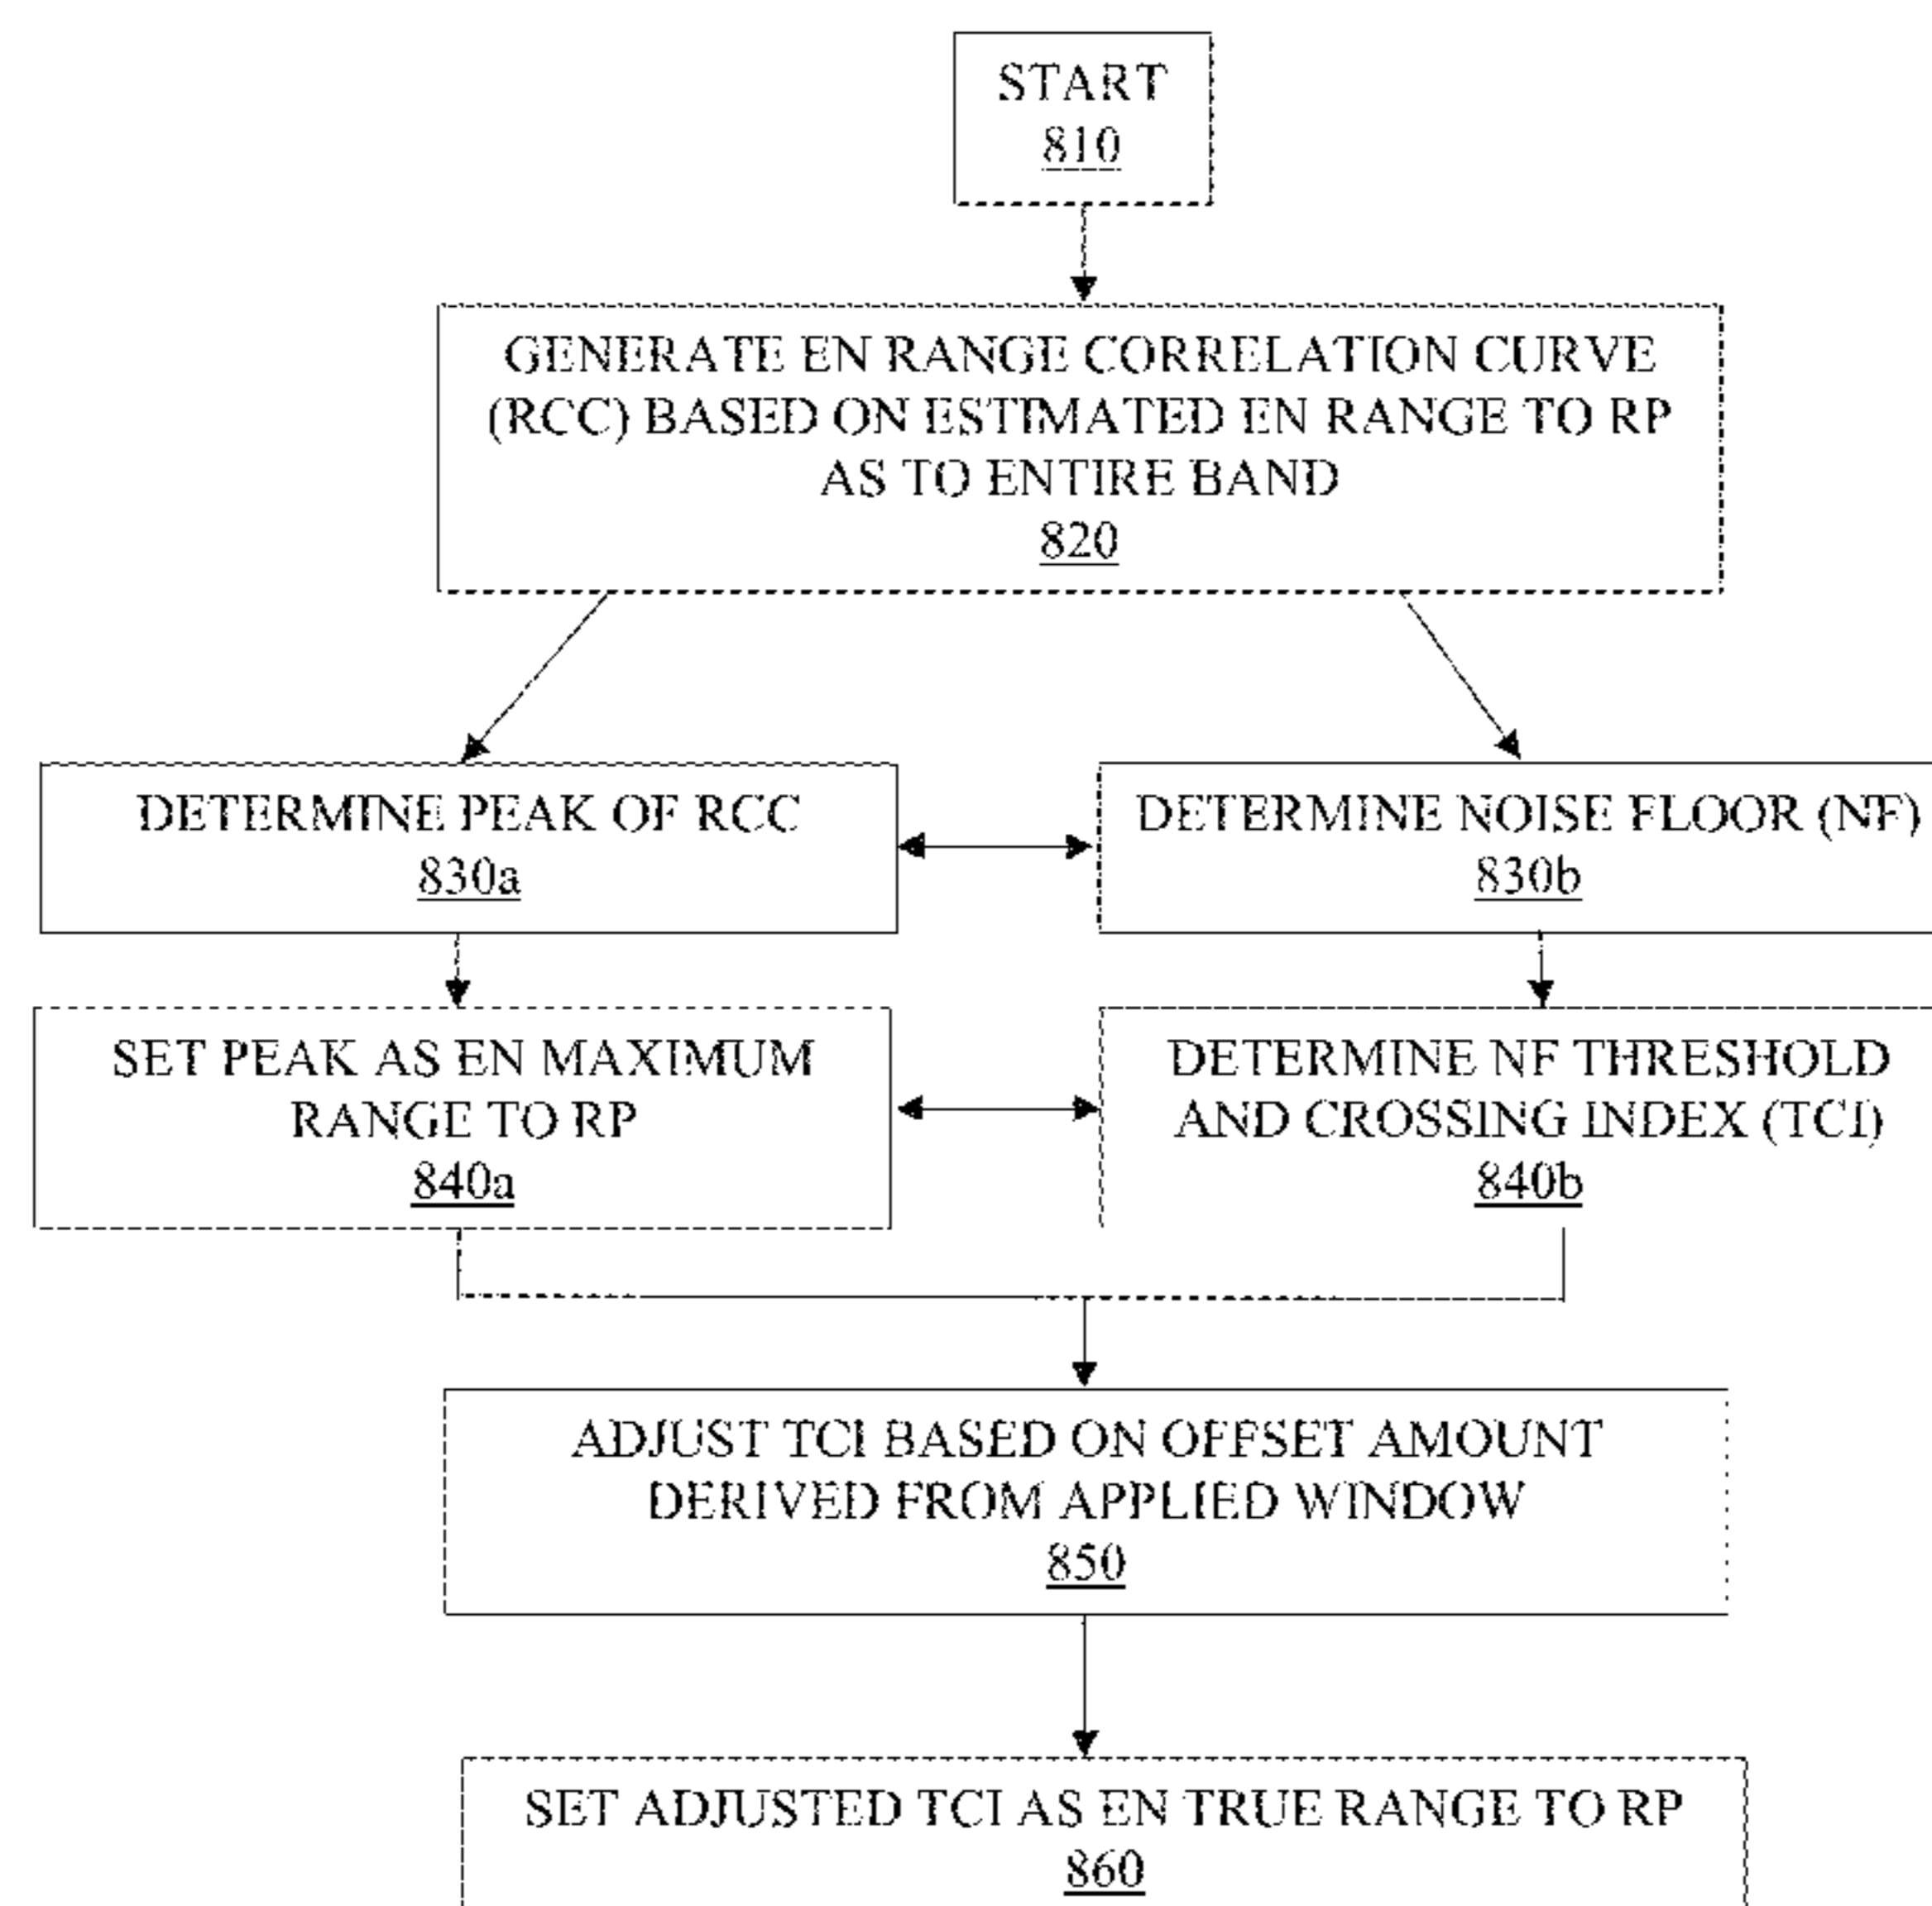 START
810
GENERATE EN RANGE CORRELATION CURVE
(RCC) BASED ON ESTIMATED EN RANGE TO RP
AS TO ENTIRE BAND
820
DETERMINE PEAK OF RCC
830a
DETERMINE NOISE FLOOR (NF)
830b
SET PEAK AS EN MAXIMUM
RANGE TO RP
840a
DETERMINE NF THRESHOLD
AND CROSSING INDEX (TCI)
840b
ADJUST TCI BASED ON OFFSET AMOUNT
DERIVED FROM APPLIED WINDOW
850
SET ADJUSTED TCI AS EN TRUE RANGE TO RP
860